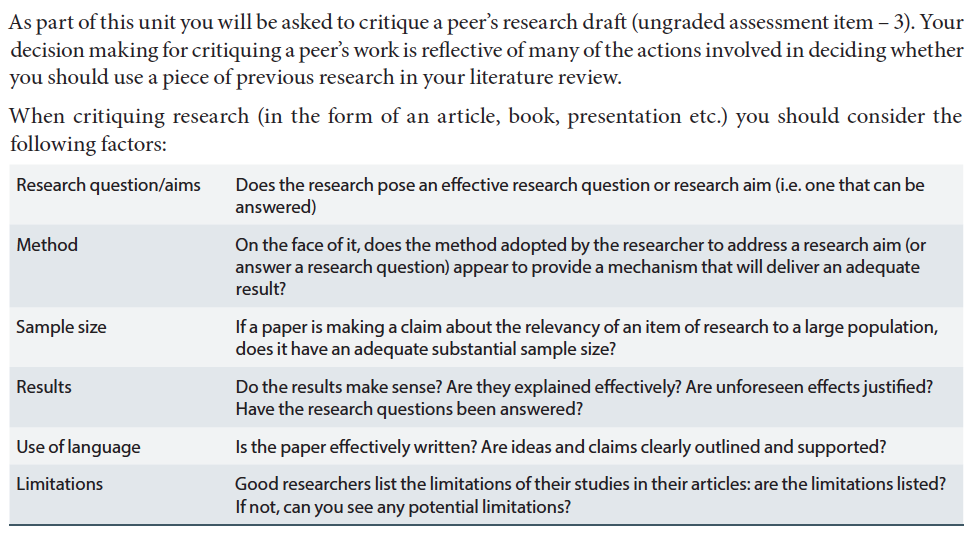 As part of this unit you will be asked to critique a peer's research draft (ungraded assessment item – 3). Your
decision making for critiquing a peer's work is reflective of many of the actions involved in deciding whether
you should use a piece of previous research in your literature review.
When critiquing research (in the form of an article, book, presentation etc.) you should consider the
following factors:
Research question/aims Does the research pose an effective research question or research aim (i.e. one that can be
answered)
Method On the face of it, does the method adopted by the researcher to address a research aim (or
answer a research question) appear to provide a mechanism that will deliver an adequate
result?
Sample size If a paper is making a claim about the relevancy of an item of research to a large population,
does it have an adequate substantial sample size?
Results Do the results make sense? Are they explained effectively? Are unforeseen effects justified?
Have the research questions been answered?
Use of language Is the paper effectively written? Are ideas and claims clearly outlined and supported?
Limitations Good researchers list the limitations of their studies in their articles: are the limitations listed?
If not, can you see any potential limitations?